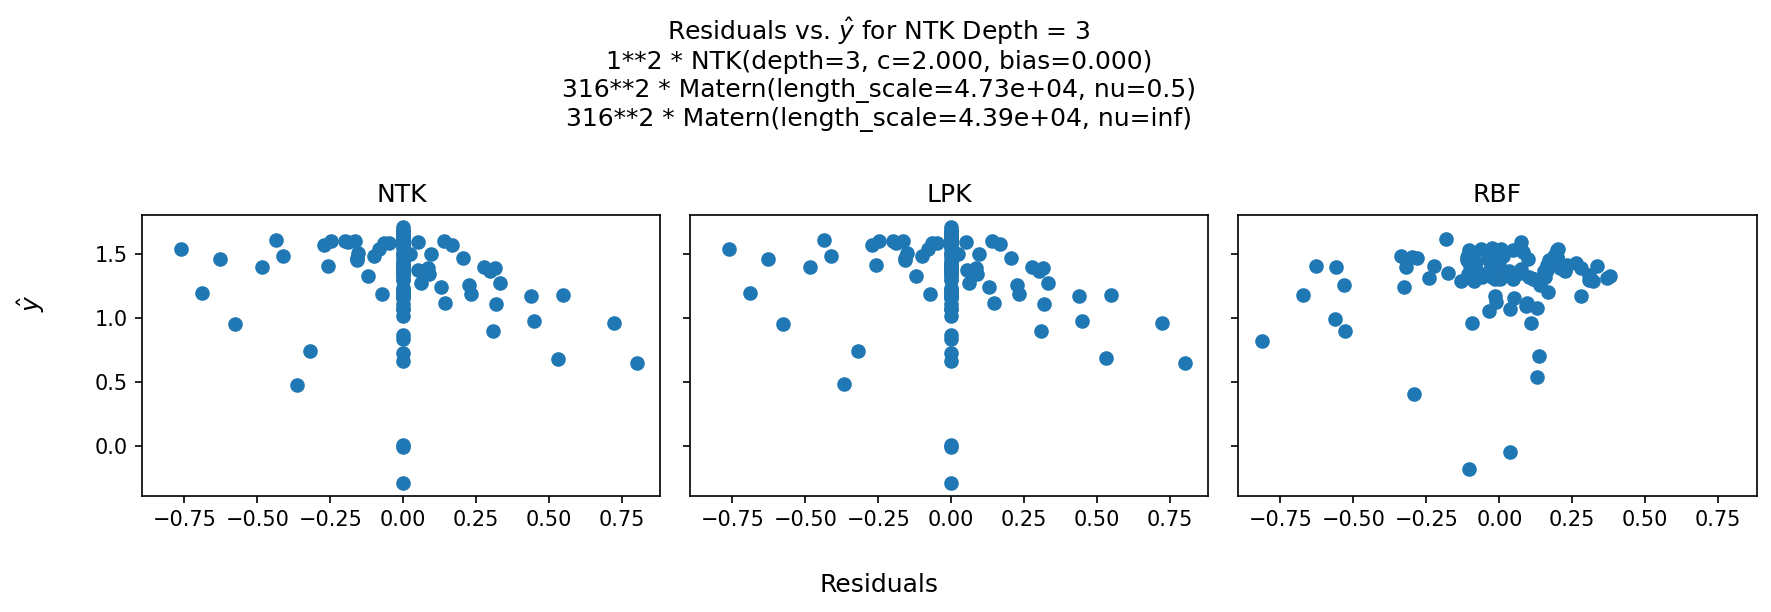 Residuals vs. ŷ for NTK Depth = 3
1**2 * NTK(depth=3, c=2.000, bias=0.000)
316**2 * Matern(length_scale=4.73e+04, nu=0.5)
316**2 * Matern(length_scale=4.39e+04, nu=inf)
NTK LPK RBF
1.5
1.0
0.5
0.0
ŷ
−0.75 −0.50 −0.25 0.00 0.25 0.50 0.75 −0.75 −0.50 −0.25 0.00 0.25 0.50 0.75 −0.75 −0.50 −0.25 0.00 0.25 0.50 0.75
Residuals